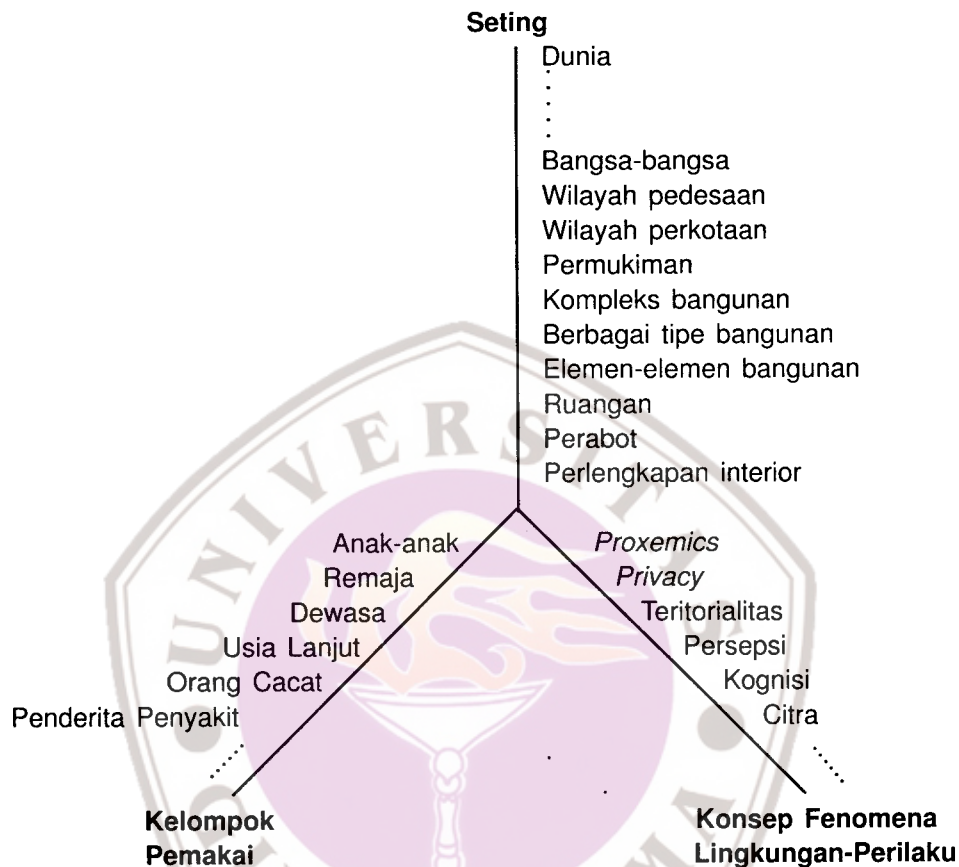 Seting
Dunia
Bangsa-bangsa
Wilayah pedesaan
Wilayah perkotaan
Permukiman
Kompleks bangunan
Berbagai tipe bangunan
Elemen-elemen bangunan
Ruangan
Perabot
Perlengkapan interior
Anak-anak
Remaja
Dewasa
Usia Lanjut
Orang Cacat
Penderita Penyakit
Proxemics
Privacy
Teritorialitas
Persepsi
Kognisi
Citra
Kelompok
Pemakai
Konsep Fenomena
Lingkungan-Perilaku
UNIVERSITAS